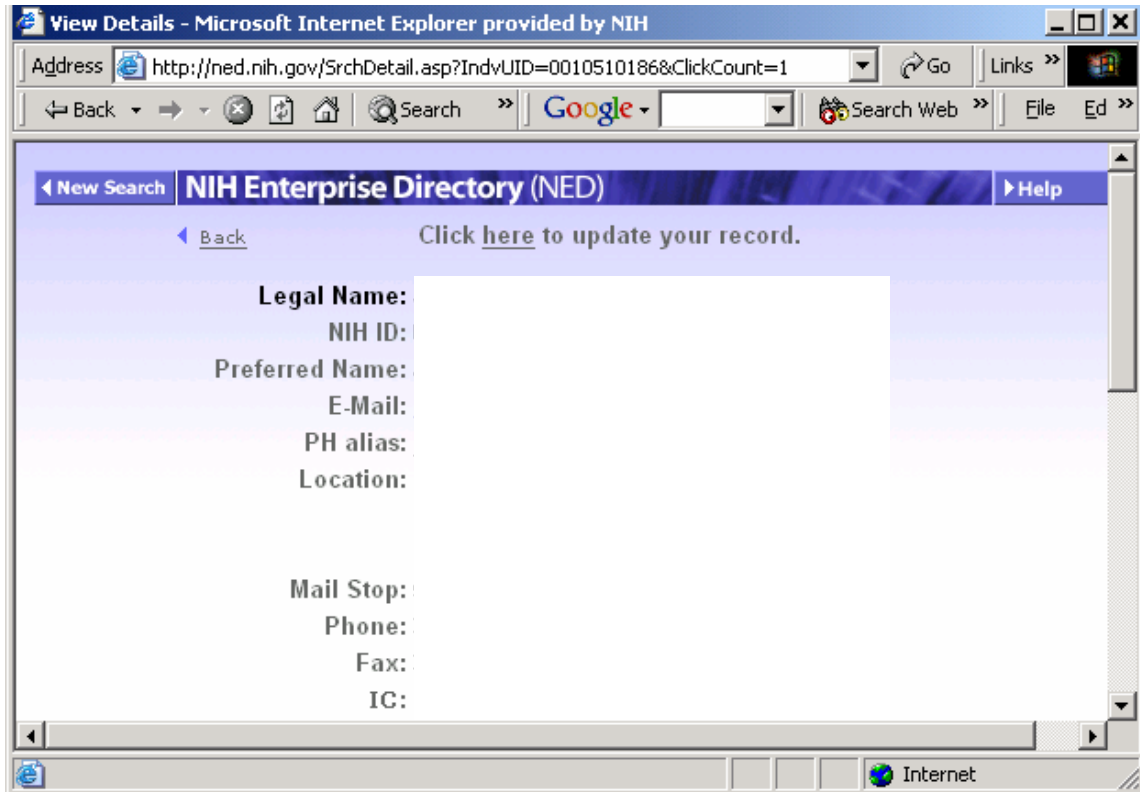 View Details - Microsoft Internet Explorer provided by NIH
Address http://ned.nih.gov/SrchDetail.asp?IndvUID=0010510186&ClickCount=1 Go Links »
Back Search » Google Search Web » File Ed »
New Search NIH Enterprise Directory (NED) Help
Back Click here to update your record.
Legal Name:
NIH ID:
Preferred Name:
E-Mail:
PH alias:
Location:
Mail Stop:
Phone:
Fax:
IC:
Internet